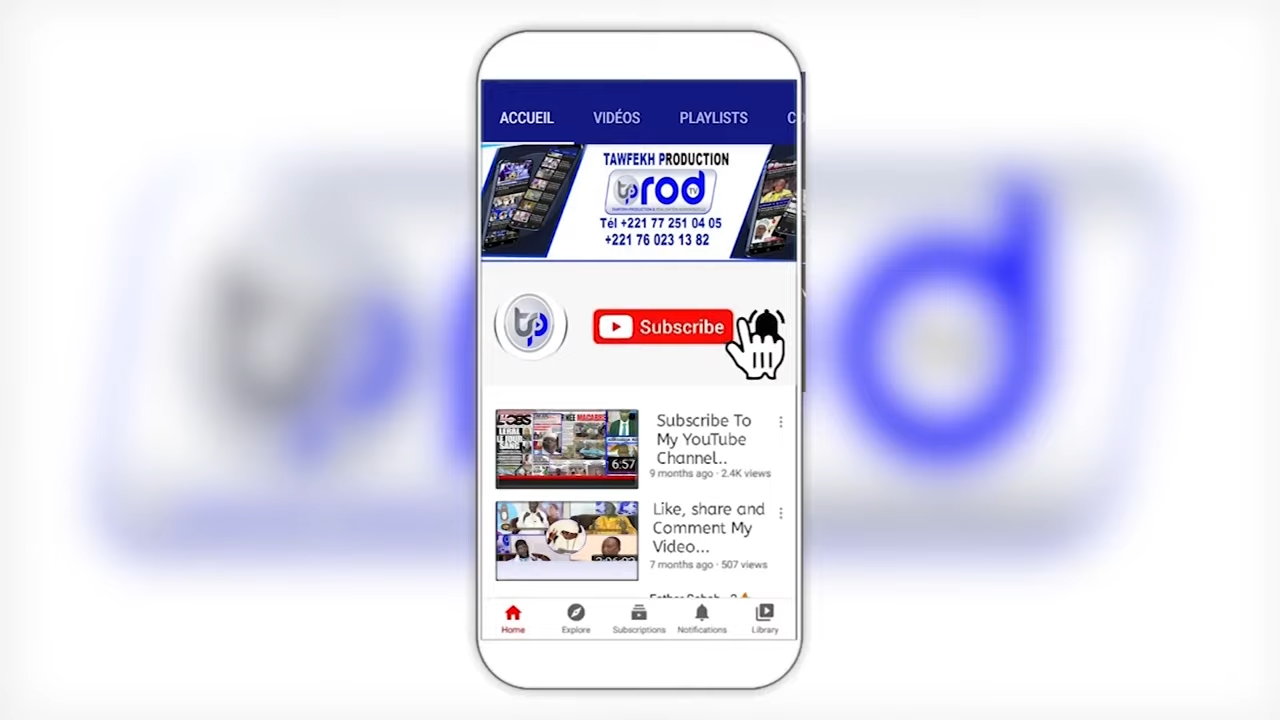 ACCUEIL VIDÉOS PLAYLISTS
TAWFEKH PRODUCTION
tprod TV
Tél +221 77 251 04 05
+221 76 023 13 82
tp
Subscribe
L'OBS
6:57
Subscribe To
My YouTube
Channel..
9 months ago · 2.4K views
Like, share and
Comment My
Video...
7 months ago · 507 views
Home Explore Subscriptions Notifications Library